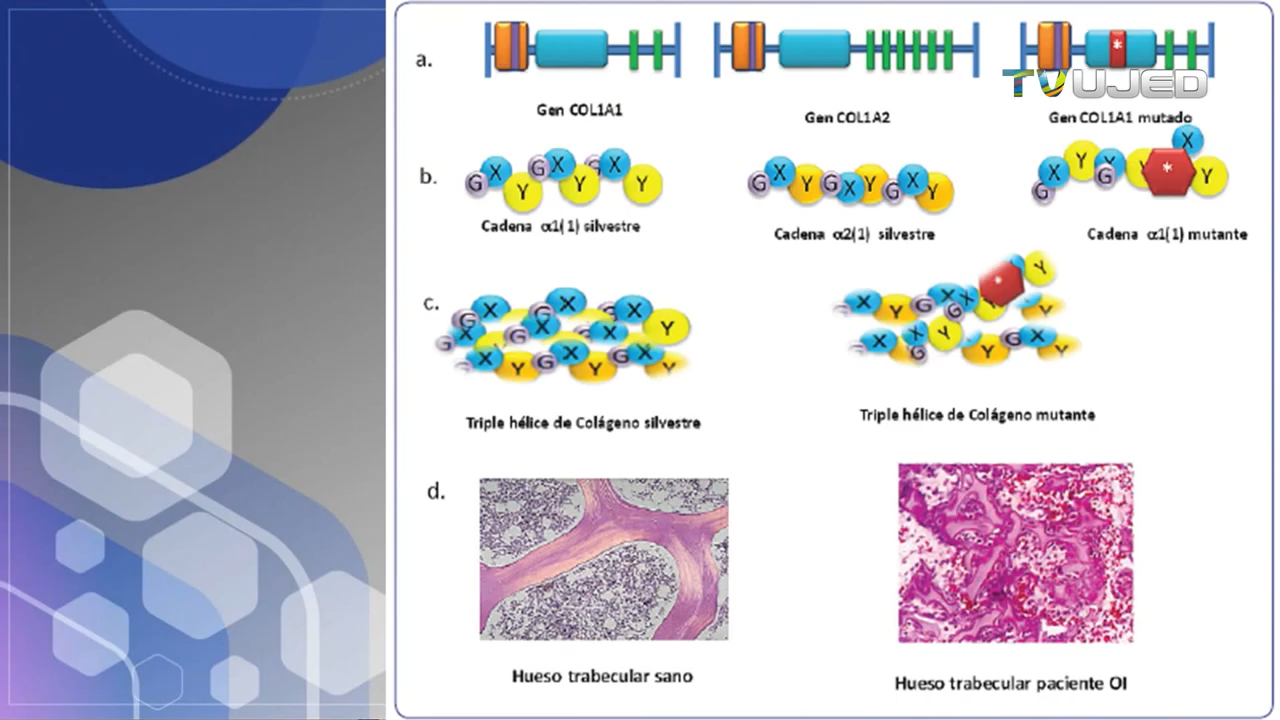 a.
*
TVUJED
Gen COL1A1
Gen COL1A2
Gen COL1A1 mutado
b.
G X Y G X Y G X Y
G X Y G X Y G X Y
G X Y X G Y * X Y
Cadena α1(1) silvestre
Cadena α2(1) silvestre
Cadena α1(1) mutante
c.
G X G X G X Y
G X G X G X
X Y G X Y G X Y
X Y G X X G Y * Y Y
X X G Y Y G X Y
Triple hélice de Colágeno silvestre
Triple hélice de Colágeno mutante
d.
Hueso trabecular sano
Hueso trabecular paciente OI